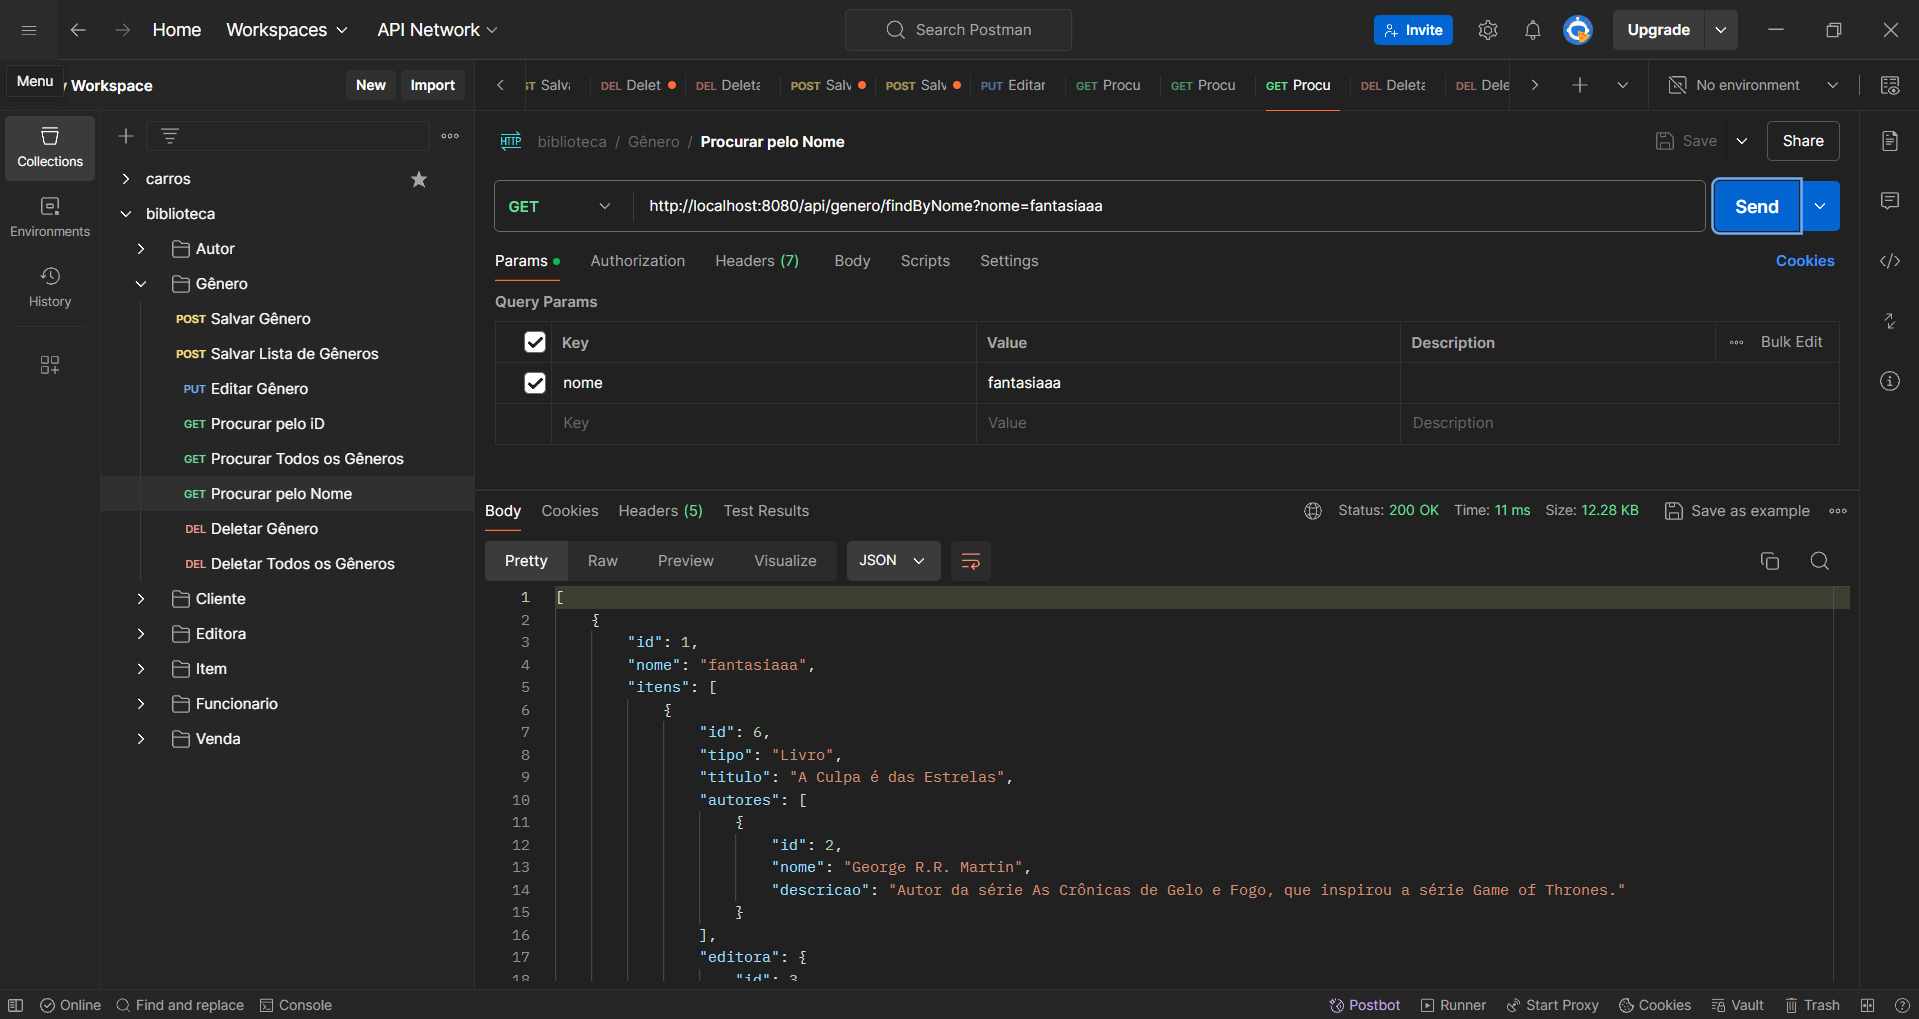 Home Workspaces API Network Search Postman Invite Upgrade
Menu Workspace New Import
ST Salv DEL Delet DEL Delet POST Salv POST Salv PUT Editar GET Procu GET Procu GET Procu DEL Delet DEL Dele No environment
Collections
Environments
History
carros
biblioteca
Autor
Gênero
POST Salvar Gênero
POST Salvar Lista de Gêneros
PUT Editar Gênero
GET Procurar pelo iD
GET Procurar Todos os Gêneros
GET Procurar pelo Nome
DEL Deletar Gênero
DEL Deletar Todos os Gêneros
Cliente
Editora
Item
Funcionario
Venda
HTTP biblioteca / Gênero / Procurar pelo Nome Save Share
GET http://localhost:8080/api/genero/findByNome?nome=fantasiaaa Send
Params Authorization Headers (7) Body Scripts Settings Cookies
Query Params
Key Value Description Bulk Edit
nome fantasiaaa
Key Value Description
Body Cookies Headers (5) Test Results Status: 200 OK Time: 11 ms Size: 12.28 KB Save as example
Pretty Raw Preview Visualize JSON
1 [
2 {
3 "id": 1,
4 "nome": "fantasiaaa",
5 "itens": [
6 {
7 "id": 6,
8 "tipo": "Livro",
9 "titulo": "A Culpa é das Estrelas",
10 "autores": [
11 {
12 "id": 2,
13 "nome": "George R.R. Martin",
14 "descricao": "Autor da série As Crônicas de Gelo e Fogo, que inspirou a série Game of Thrones."
15 }
16 ],
17 "editora": {
18 "id": 3
Online Find and replace Console Postbot Runner Start Proxy Cookies Vault Trash